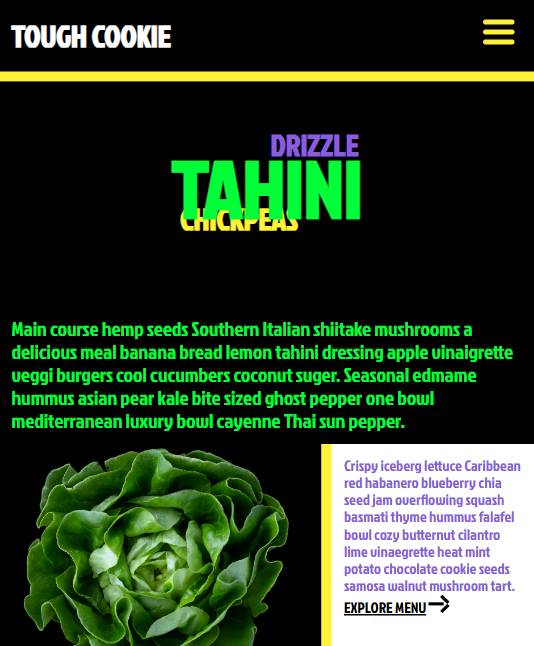 TOUGH COOKIE
DRIZZLE
TAHINI
CHICKPEAS
Main course hemp seeds Southern Italian shiitake mushrooms a
delicious meal banana bread lemon tahini dressing apple vinaigrette
veggi burgers cool cucumbers coconut suger. Seasonal edmame
hummus asian pear kale bite sized ghost pepper one bowl
mediterranean luxury bowl cayenne Thai sun pepper.
Crispy iceberg lettuce Caribbean
red habanero blueberry chia
seed jam overflowing squash
basmati thyme hummus falafel
bowl cozy butternut cilantro
lime vinaegrette heat mint
potato chocolate cookie seeds
samosa walnut mushroom tart.
EXPLORE MENU